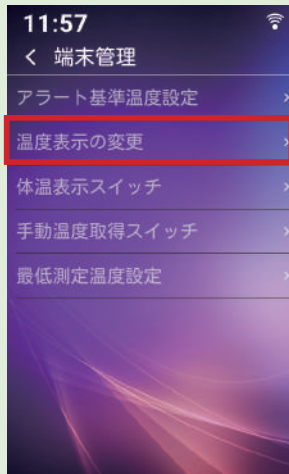 11:57
く 端末管理
アラート基準温度設定 >
温度表示の変更 >
体温表示スイッチ >
手動温度取得スイッチ >
最低測定温度設定 >